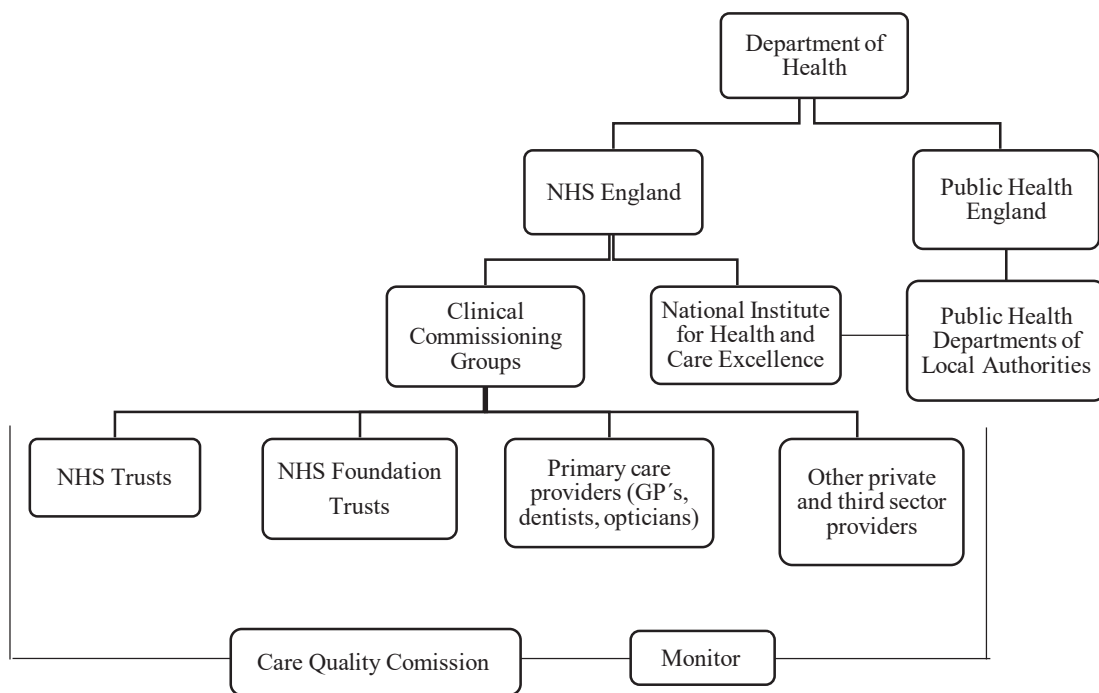 Department of
Health
NHS England
Public Health
England
Clinical
Commissioning
Groups
National Institute
for Health and
Care Excellence
Public Health
Departments of
Local Authorities
NHS Trusts
NHS Foundation
Trusts
Primary care
providers (GP´s,
dentists, opticians)
Other private
and third sector
providers
Care Quality Comission
Monitor